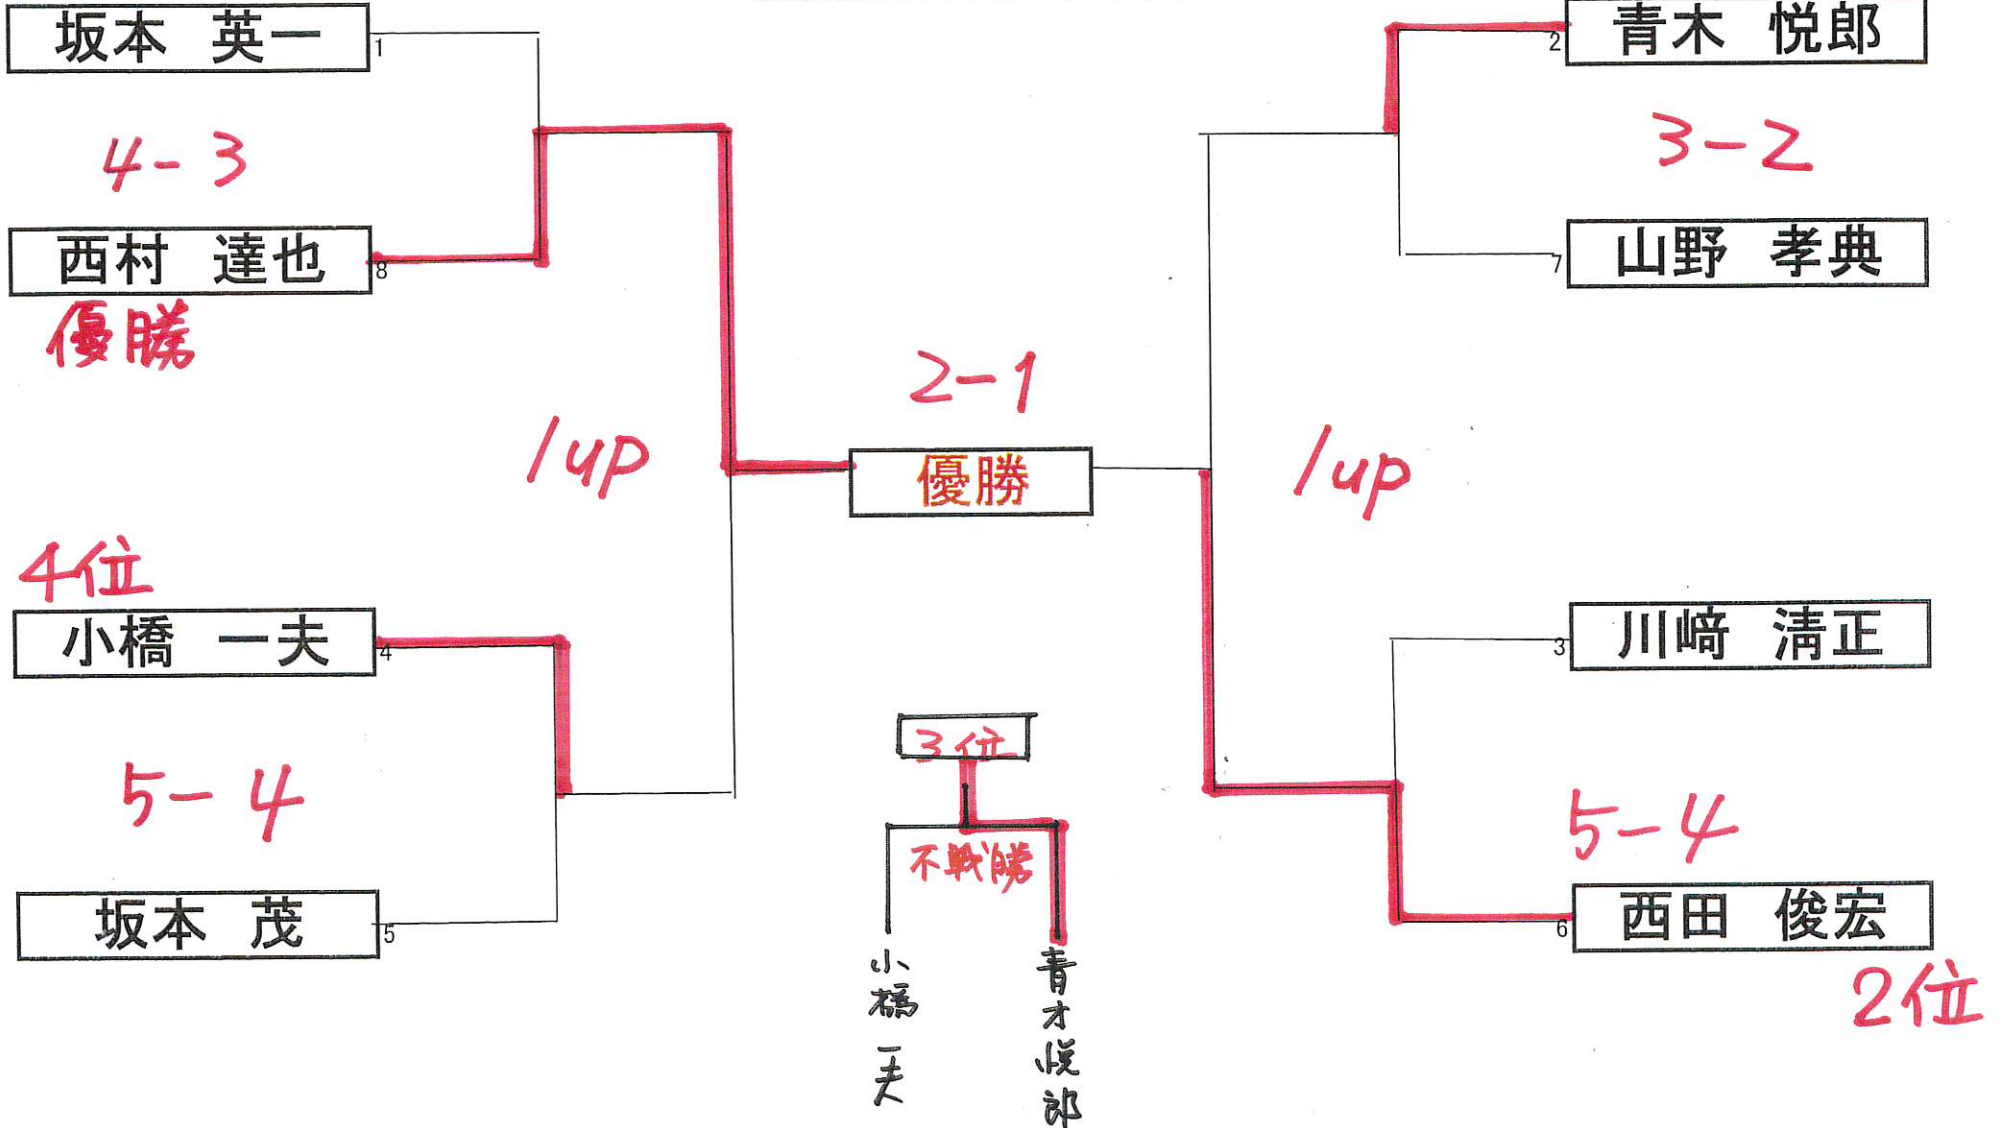 坂本 英一
1
4-3
西村 達也
8
優勝
1up
4位
小橋 一夫
4
5-4
坂本 茂
5
2-1
優勝
3位
不戦勝
小橋 一夫
青才悦郎
青木 悦郎
2
3-2
山野 孝典
7
1up
川﨑 清正
3
5-4
西田 俊宏
6
2位